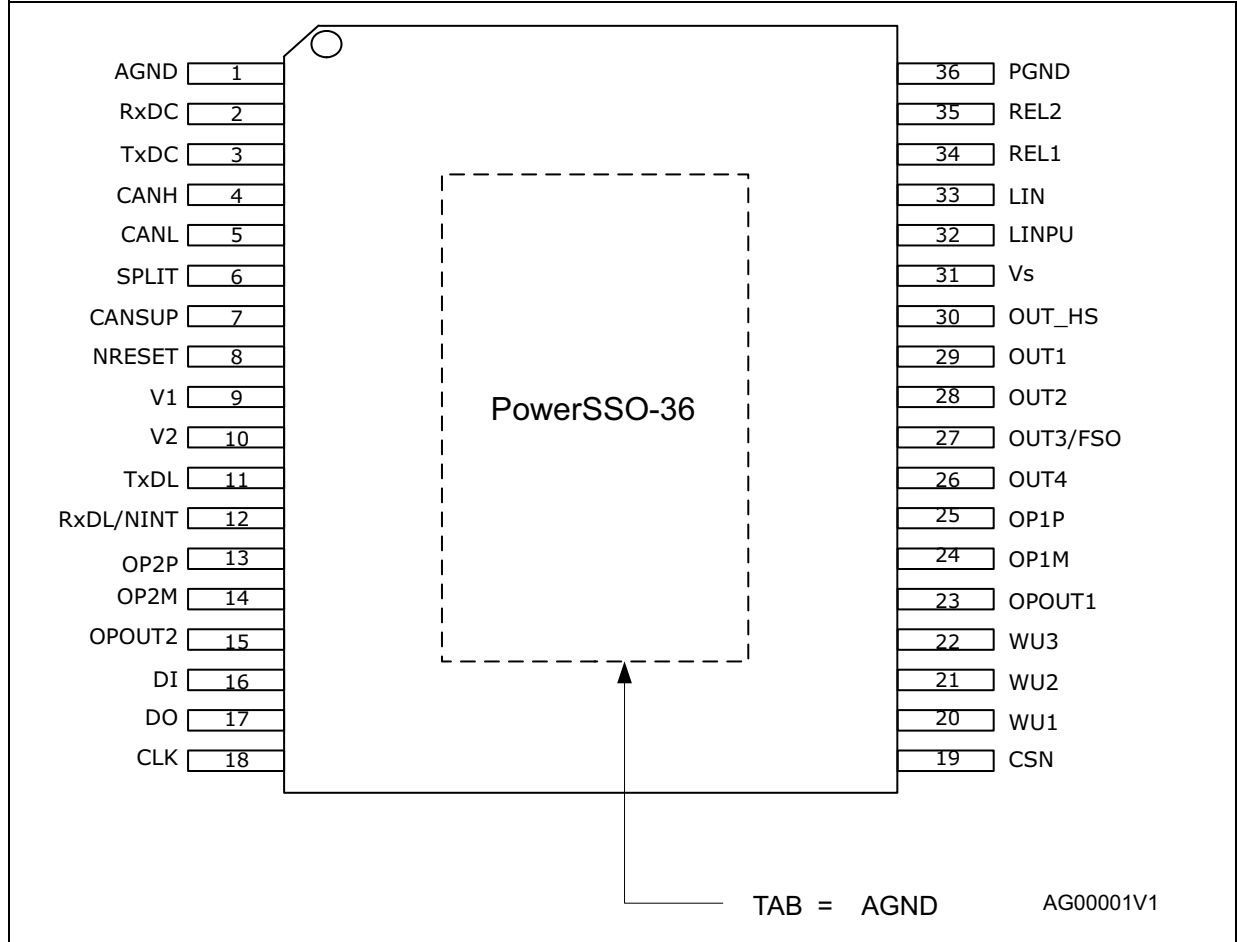 AGND 1
RxDC 2
TxDC 3
CANH 4
CANL 5
SPLIT 6
CANSUP 7
NRESET 8
V1 9
V2 10
TxDL 11
RxDL/NINT 12
OP2P 13
OP2M 14
OPOUT2 15
DI 16
DO 17
CLK 18
PowerSSO-36
36 PGND
35 REL2
34 REL1
33 LIN
32 LINPU
31 Vs
30 OUT_HS
29 OUT1
28 OUT2
27 OUT3/FSO
26 OUT4
25 OP1P
24 OP1M
23 OPOUT1
22 WU3
21 WU2
20 WU1
19 CSN
TAB = AGND
AG00001V1